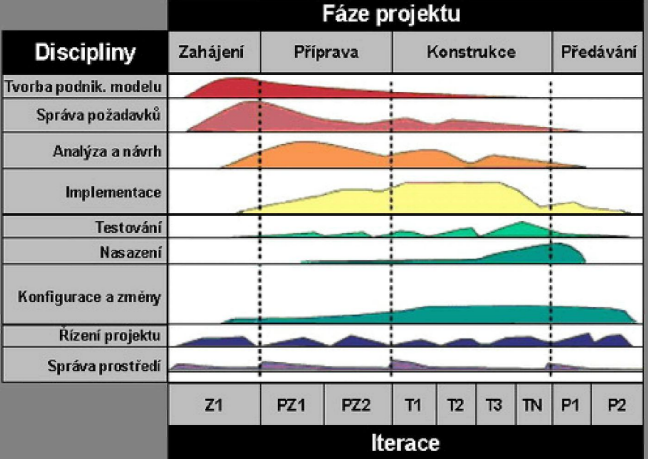 Fáze projektu
Disciplíny
Zahájení
Příprava
Konstrukce
Předávání
Tvorba podnik. modelu
Správa požadavků
Analýza a návrh
Implementace
Testování
Nasazení
Konfigurace a změny
Řízení projektu
Správa prostředí
Z1
PZ1
PZ2
T1
T2
T3
TN
P1
P2
Iterace